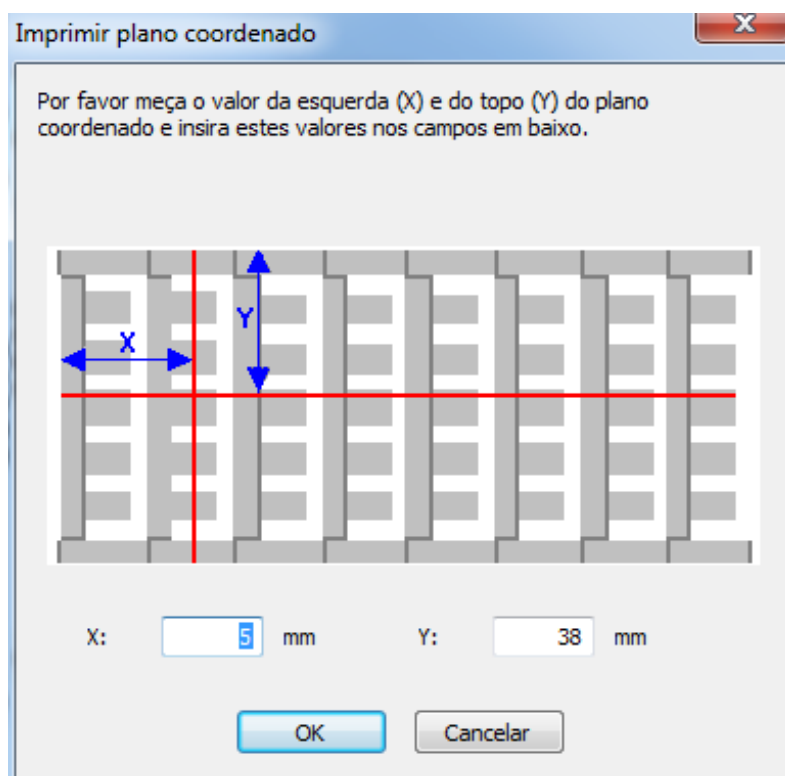 Imprimir plano coordenado
Por favor meça o valor da esquerda (X) e do topo (Y) do plano
coordenado e insira estes valores nos campos em baixo.
Y
X
X: 5 mm Y: 38 mm
OK Cancelar